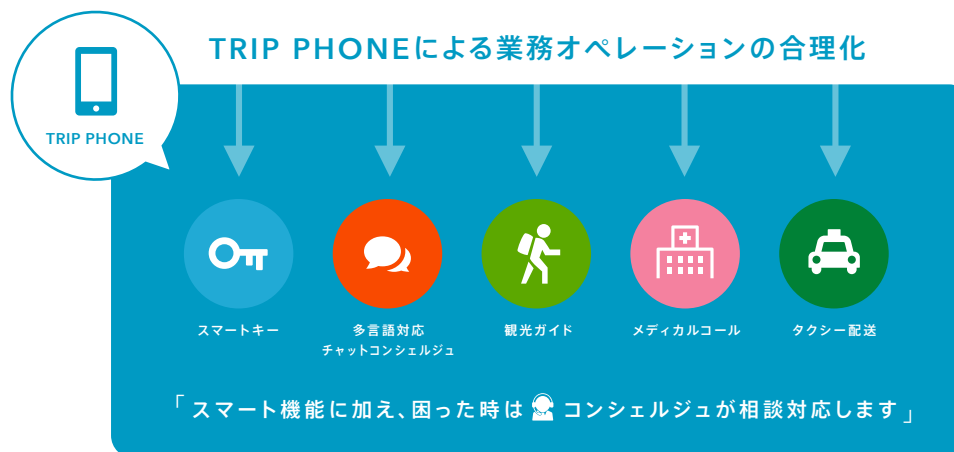 TRIP PHONEによる業務オペレーションの合理化
TRIP PHONE
スマートキー
多言語対応
チャットコンシェルジュ
観光ガイド
メディカルコール
タクシー配送
「スマート機能に加え、困った時は コンシェルジュが相談対応します」